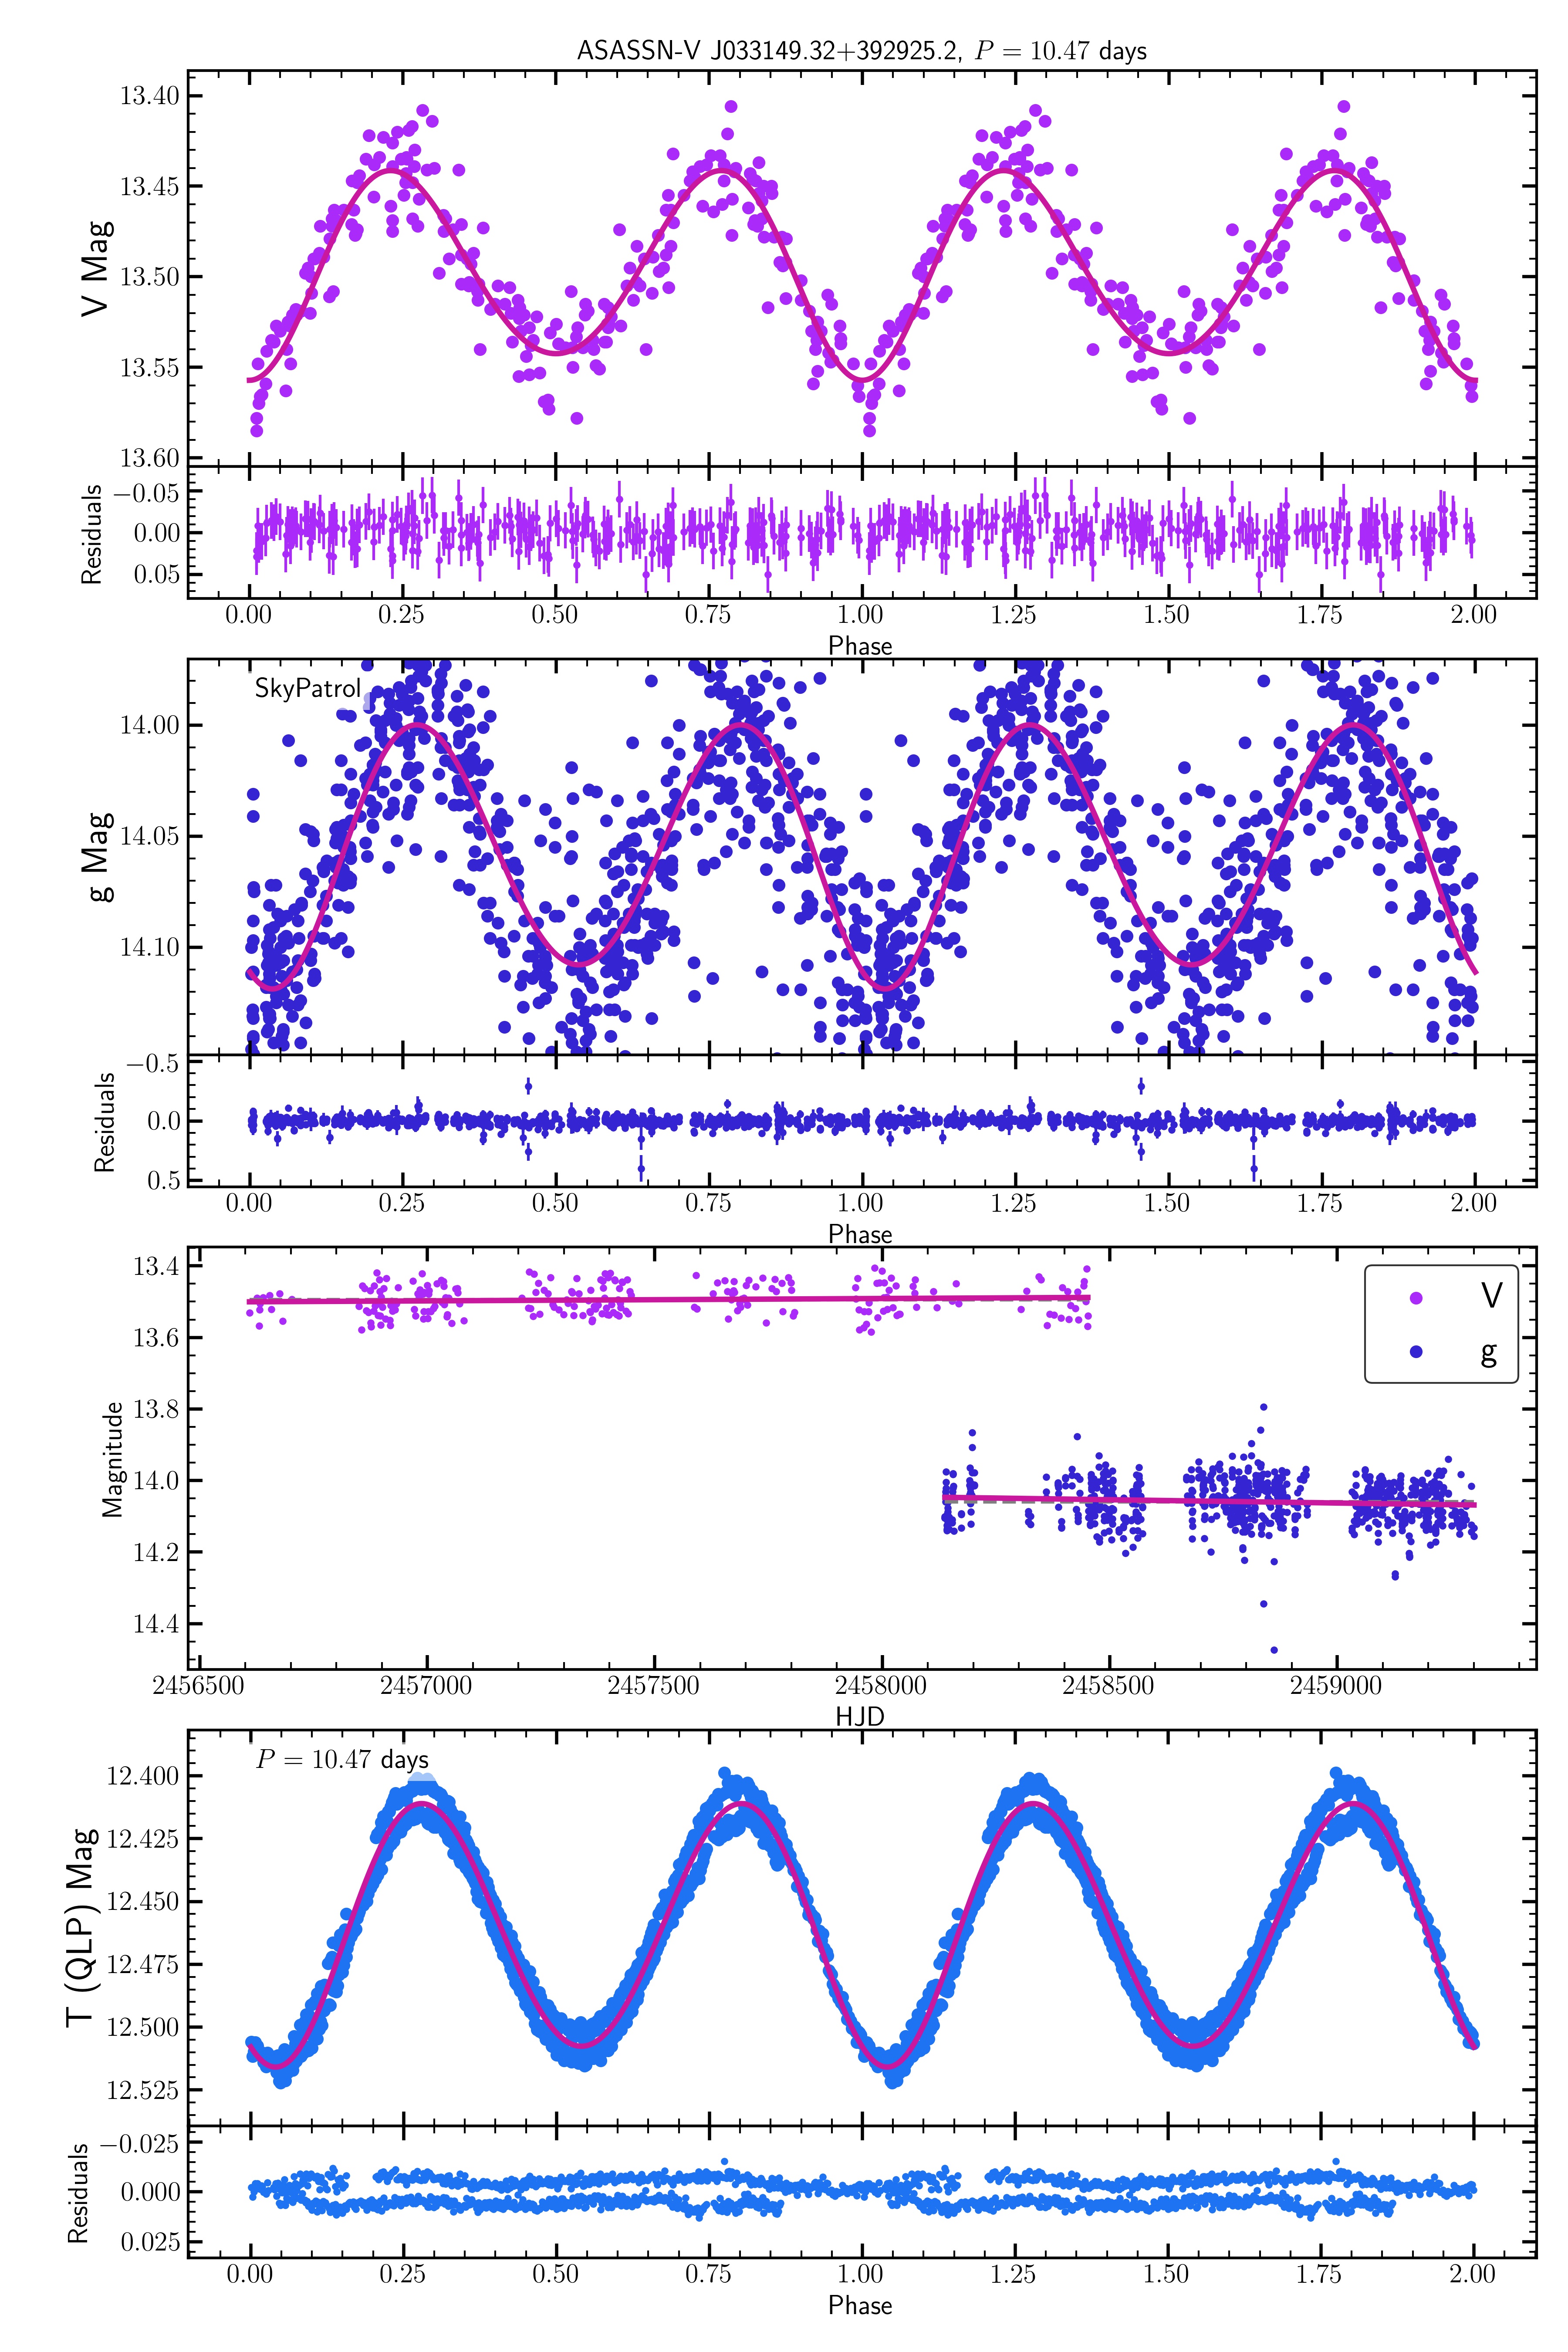 ASASSN-V J033149.32+392925.2, P = 10.47 days
V Mag
13.40
13.45
13.50
13.55
13.60
Residuals
−0.05
0.00
0.05
0.00 0.25 0.50 0.75 1.00 1.25 1.50 1.75 2.00
Phase
SkyPatrol
g Mag
14.00
14.05
14.10
Residuals
−0.5
0.0
0.5
0.00 0.25 0.50 0.75 1.00 1.25 1.50 1.75 2.00
Phase
V
g
Magnitude
13.4
13.6
13.8
14.0
14.2
14.4
2456500 2457000 2457500 2458000 2458500 2459000
HJD
P = 10.47 days
T (QLP) Mag
12.400
12.425
12.450
12.475
12.500
12.525
Residuals
−0.025
0.000
0.025
0.00 0.25 0.50 0.75 1.00 1.25 1.50 1.75 2.00
Phase